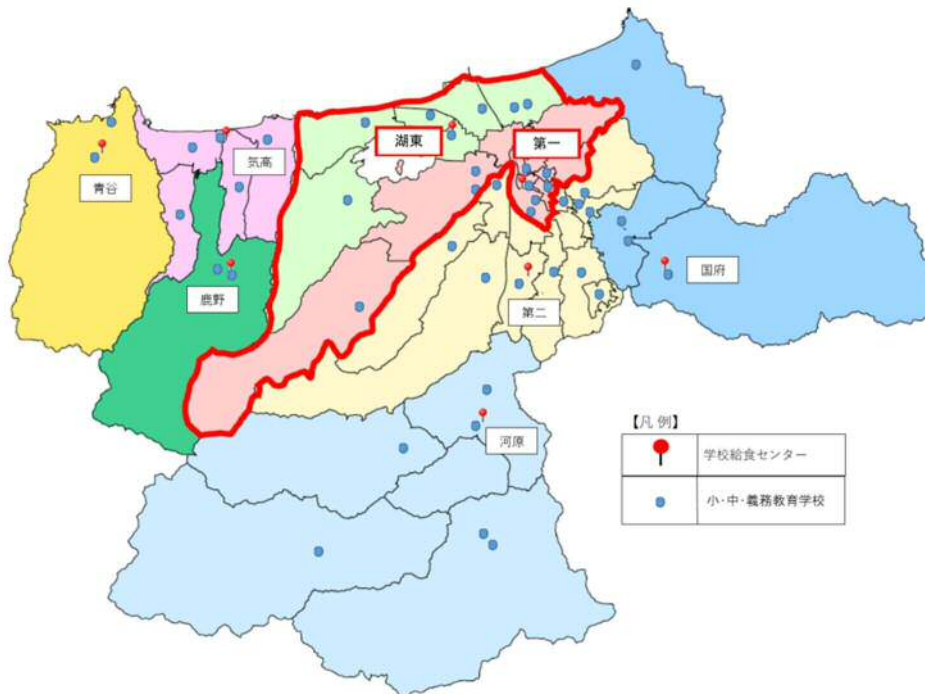 湖東
第一
気高
青谷
鹿野
国府
第二
河原
【凡 例】
学校給食センター
小・中・義務教育学校